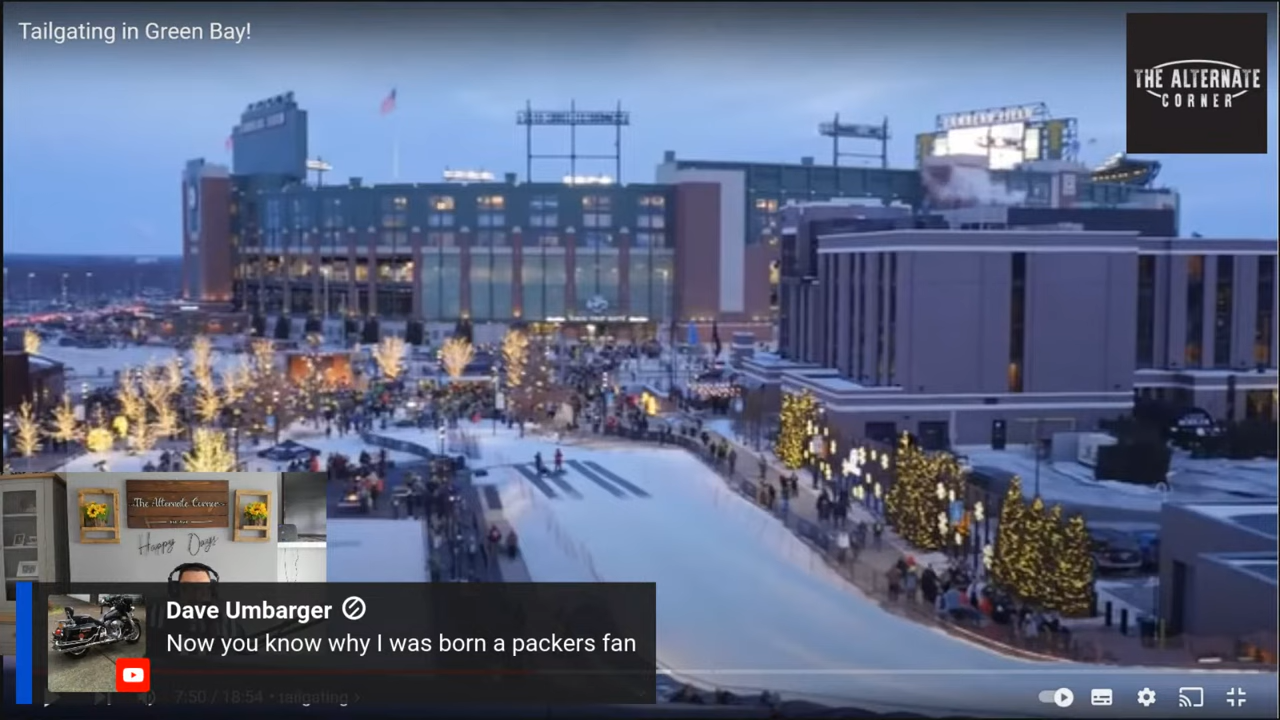 Tailgating in Green Bay!
THE ALTERNATE
CORNER
The Alternate Corner
Happy Days
Dave Umbarger
Now you know why I was born a packers fan
7:50 / 18:54 • tailgating ›